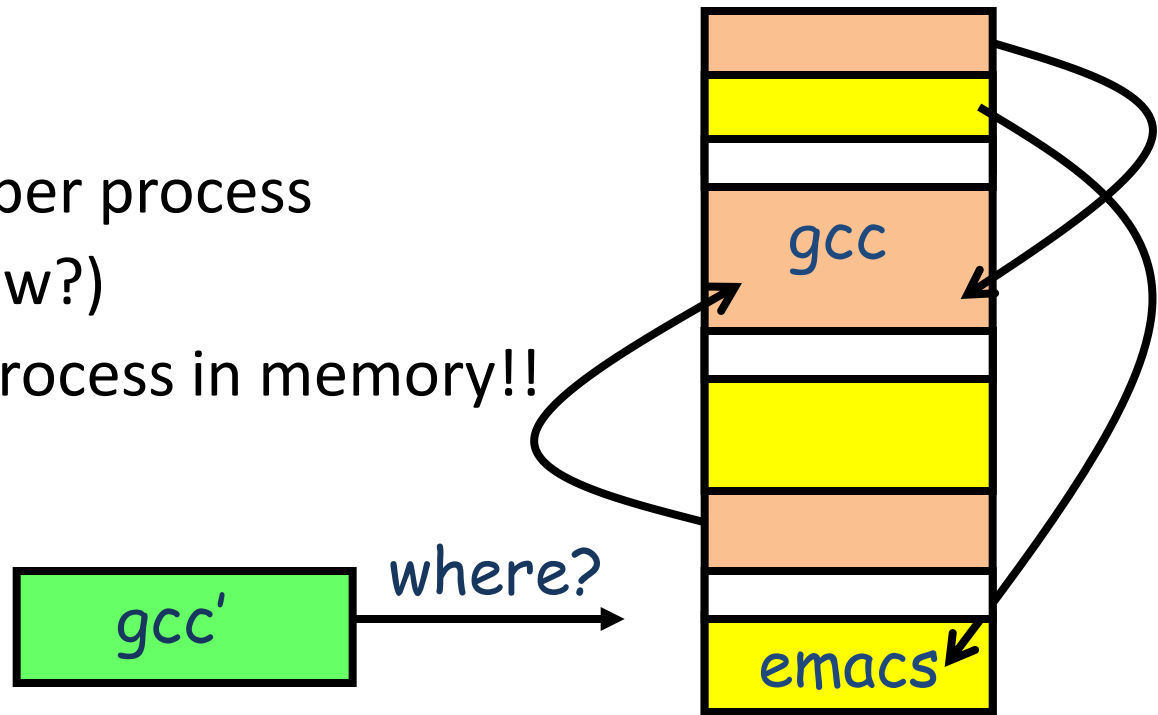 per process
w?)
rocess in memory!!
gcc
where?
gcc'
emacs